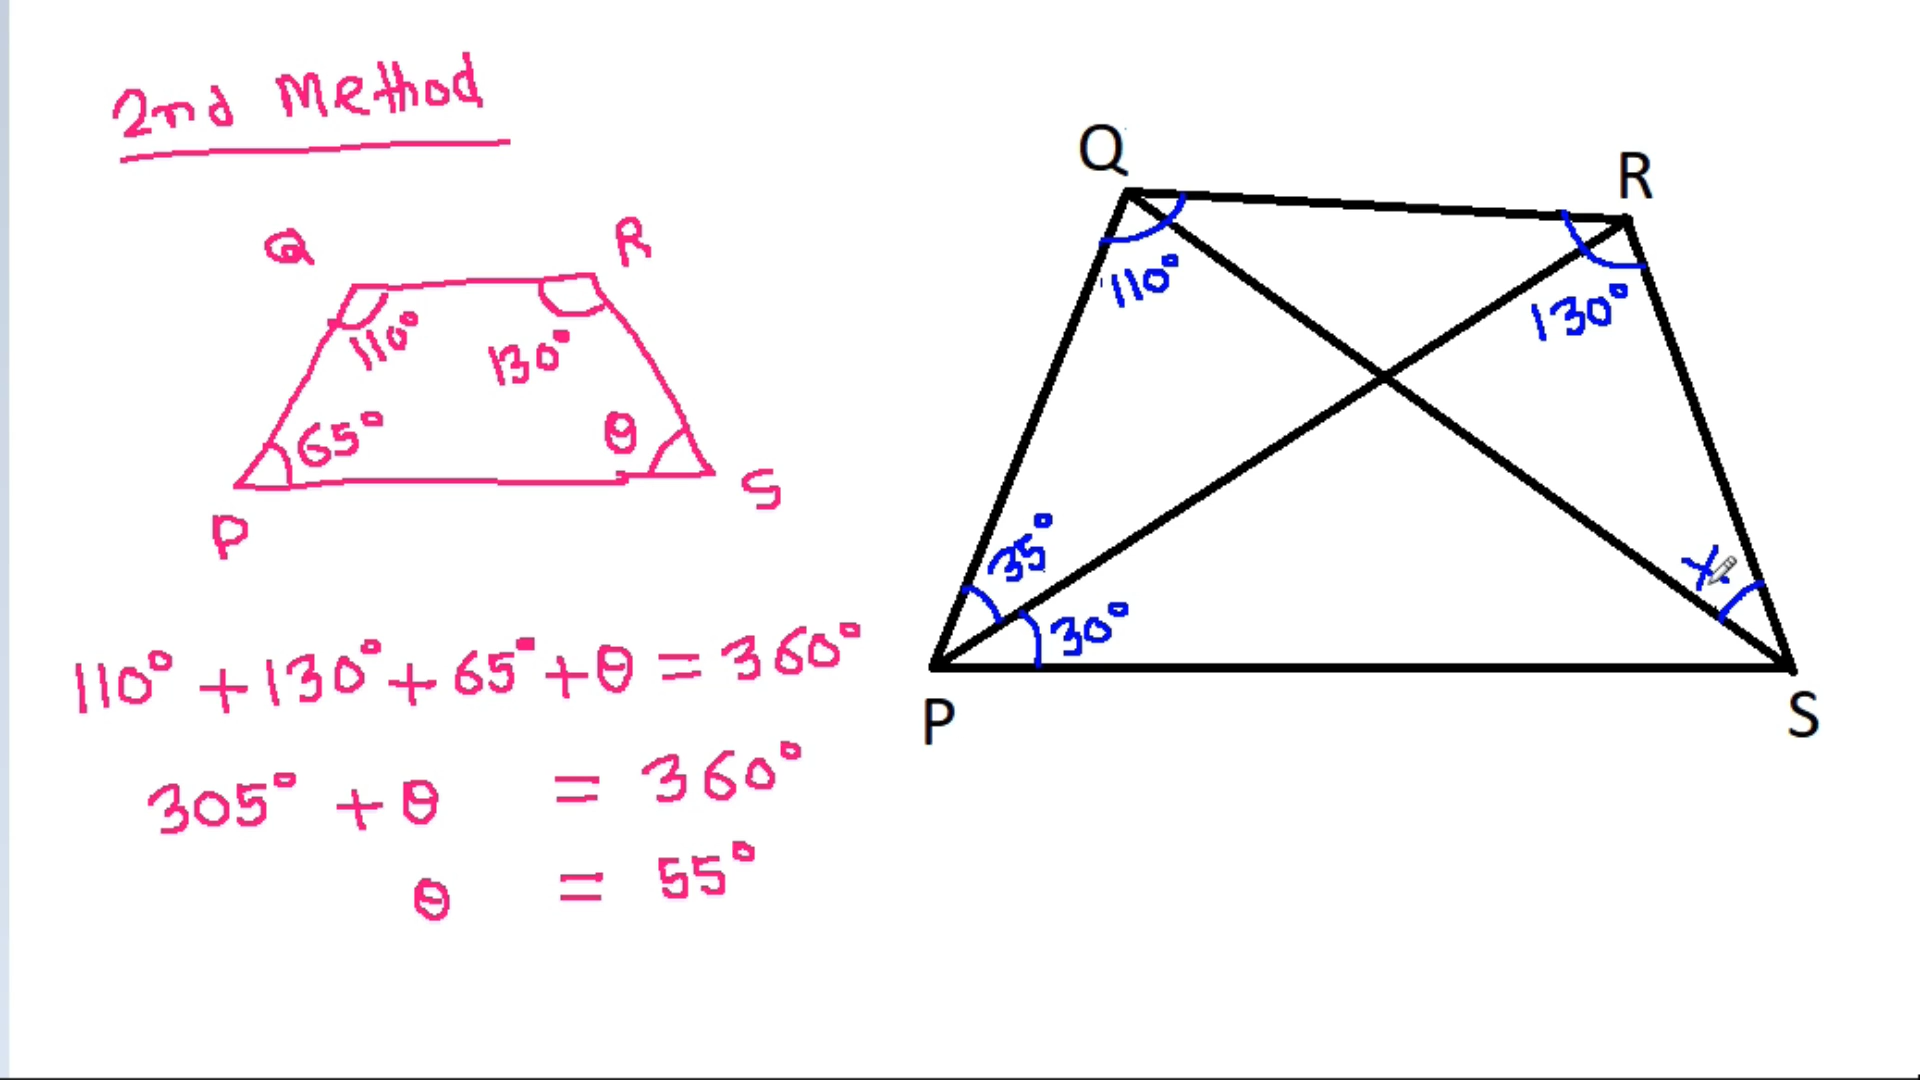 2nd Method
Q
R
110°
130°
65°
θ
P
S
110° + 130° + 65° + θ = 360°
305° + θ = 360°
θ = 55°
Q
R
110°
130°
35°
30°
x
P
S